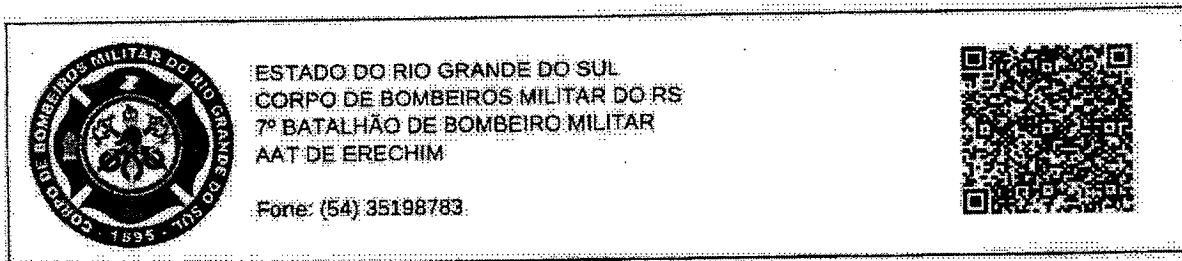 CORPO DE BOMBEIROS MILITAR DO RIO GRANDE DO SUL
· 1895 ·
ESTADO DO RIO GRANDE DO SUL
CORPO DE BOMBEIROS MILITAR DO RS
7º BATALHÃO DE BOMBEIRO MILITAR
AAT DE ERECHIM
Fone: (54) 35198783